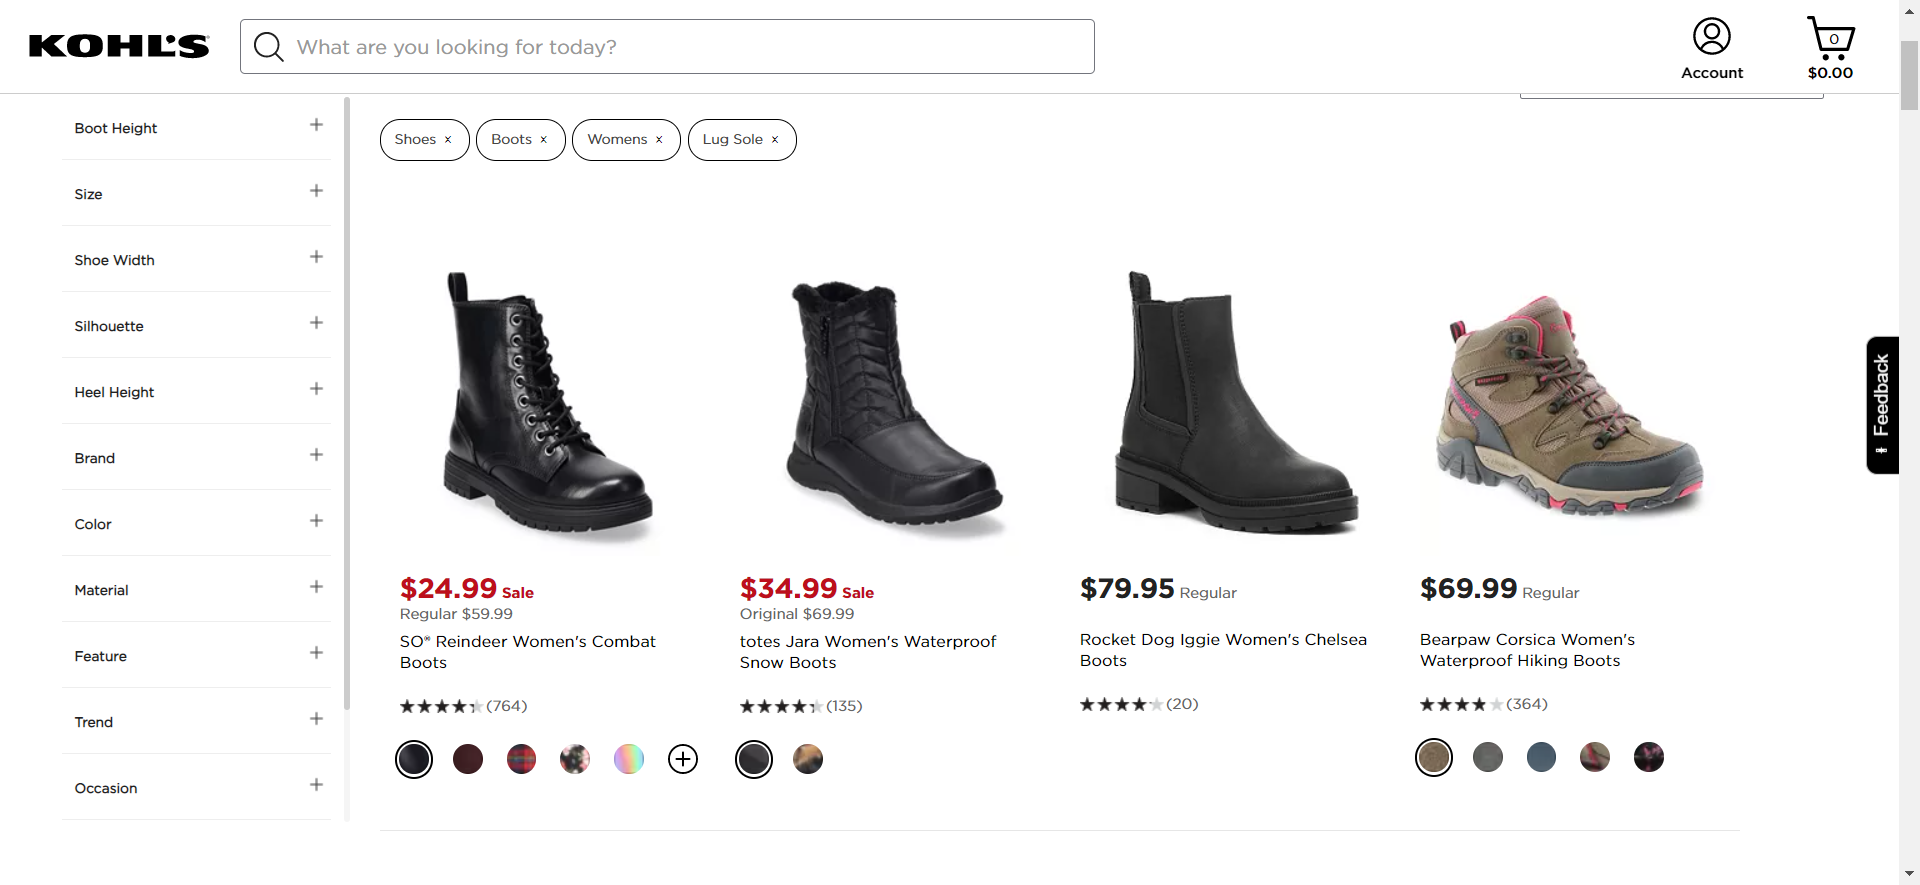 KOHL'S
What are you looking for today?
Account
0
$0.00
Boot Height
Size
Shoe Width
Silhouette
Heel Height
Brand
Color
Material
Feature
Trend
Occasion
Shoes ×
Boots ×
Womens ×
Lug Sole ×
$24.99 Sale
Regular $59.99
SO® Reindeer Women's Combat
Boots
(764)
$34.99 Sale
Original $69.99
totes Jara Women's Waterproof
Snow Boots
(135)
$79.95 Regular
Rocket Dog Iggie Women's Chelsea
Boots
(20)
$69.99 Regular
Bearpaw Corsica Women's
Waterproof Hiking Boots
(364)
Feedback